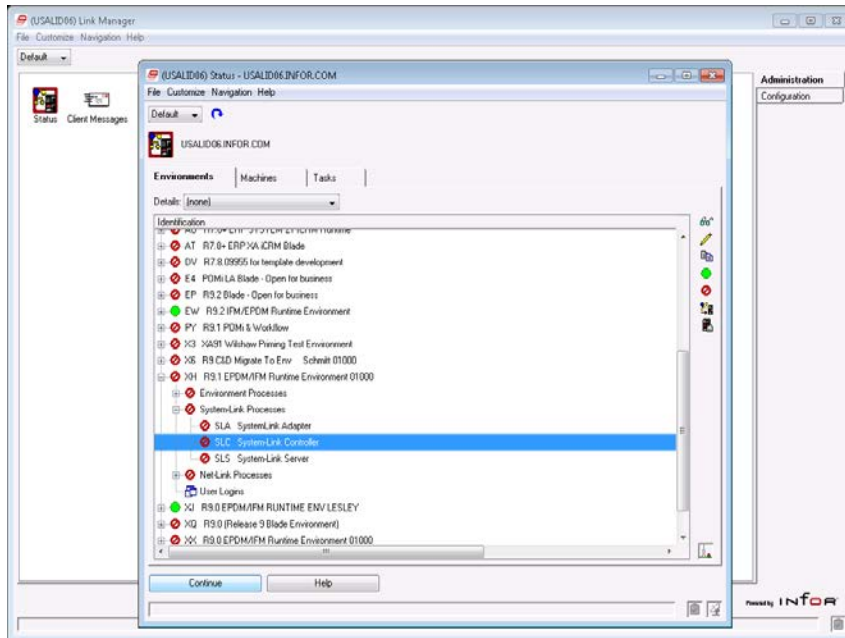 (USALID06) Link Manager
File Customize Navigation Help
Default
Status Client Messages
Administration
Configuration
(USALID06) Status - USALID06.INFOR.COM
File Customize Navigation Help
Default
USALID06.INFOR.COM
Environments Machines Tasks
Details: (none)
Identification
AT R7.8+ ERP XA iCRM Blade
DV R7.8.09955 for template development
E4 POMi LA Blade - Open for business
EP R9.2 Blade - Open for business
EW R9.2 IFM/EPDM Runtime Environment
PY R9.1 POMi & Workflow
X3 XA91 Wilshaw Priming Test Environment
X6 R9 C&D Migrate To Env Schmitt 01000
XH R9.1 EPDM/IFM Runtime Environment 01000
Environment Processes
System-Link Processes
SLA SystemLink Adapter
SLC System-Link Controller
SLS System-Link Server
Net-Link Processes
User Logins
XJ R9.0 EPDM/IFM RUNTIME ENV LESLEY
XQ R9.0 (Release 9 Blade Environment)
XX R9.0 EPDM/IFM Runtime Environment 01000
Continue Help
Powered by INFOR